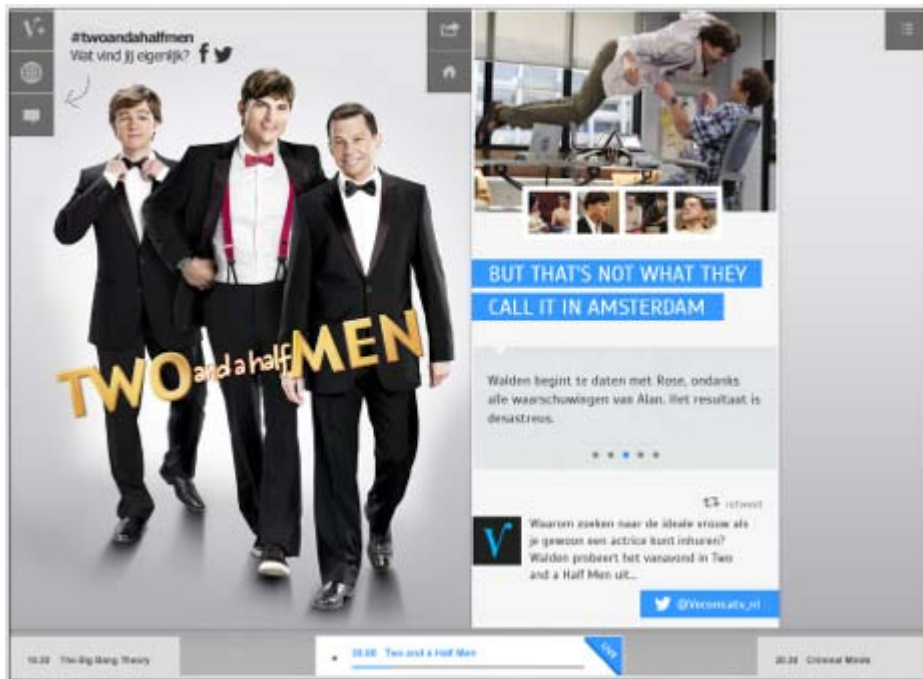 V+
#twoandahalfmen
Wat vind jij eigenlijk?
TWO and a half MEN
BUT THAT'S NOT WHAT THEY
CALL IT IN AMSTERDAM
Walden begint te daten met Rose, ondanks
alle waarschuwingen van Alan. Het resultaat is
desastreus.
retweet
Waarom zoeken naar de ideale vrouw als
je gewoon een actrice kunt inhuren?
Walden probeert het vanavond in Two
and a Half Men uit...
@Veronicatv_nl
The Big Bang Theory
Two and a Half Men
LIVE
20.30 Criminal Minds